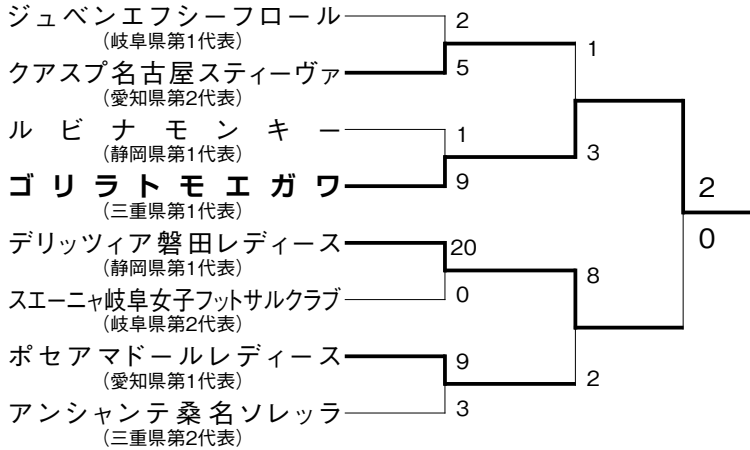 ジュベンエフシーフロール
(岐阜県第1代表)
2
クアスプ名古屋スティーヴァ
(愛知県第2代表)
5
1
ルビナモンキー
(静岡県第1代表)
1
3
ゴリラトモエガワ
(三重県第1代表)
9
2
0
デリッツィア磐田レディース
(静岡県第1代表)
20
スエーニャ岐阜女子フットサルクラブ
(岐阜県第2代表)
0
8
ポセアマドールレディース
(愛知県第1代表)
9
2
アンシャンテ桑名ソレッラ
(三重県第2代表)
3